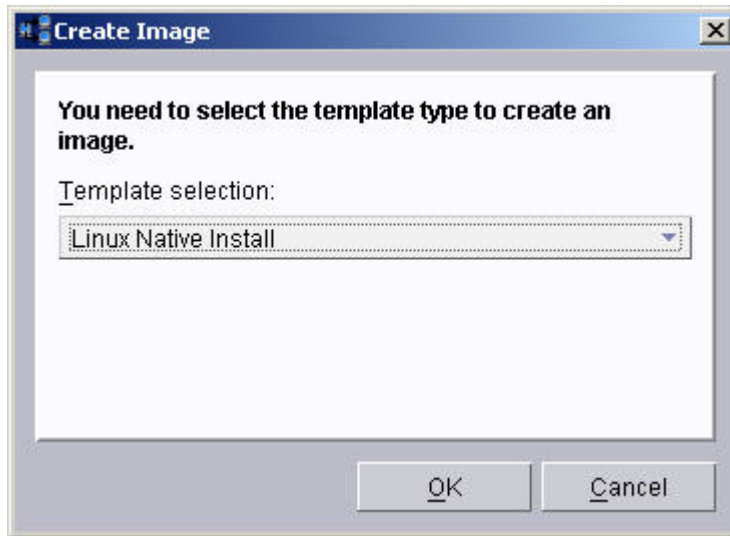 Create Image
You need to select the template type to create an
image.
Template selection:
Linux Native Install
OK
Cancel